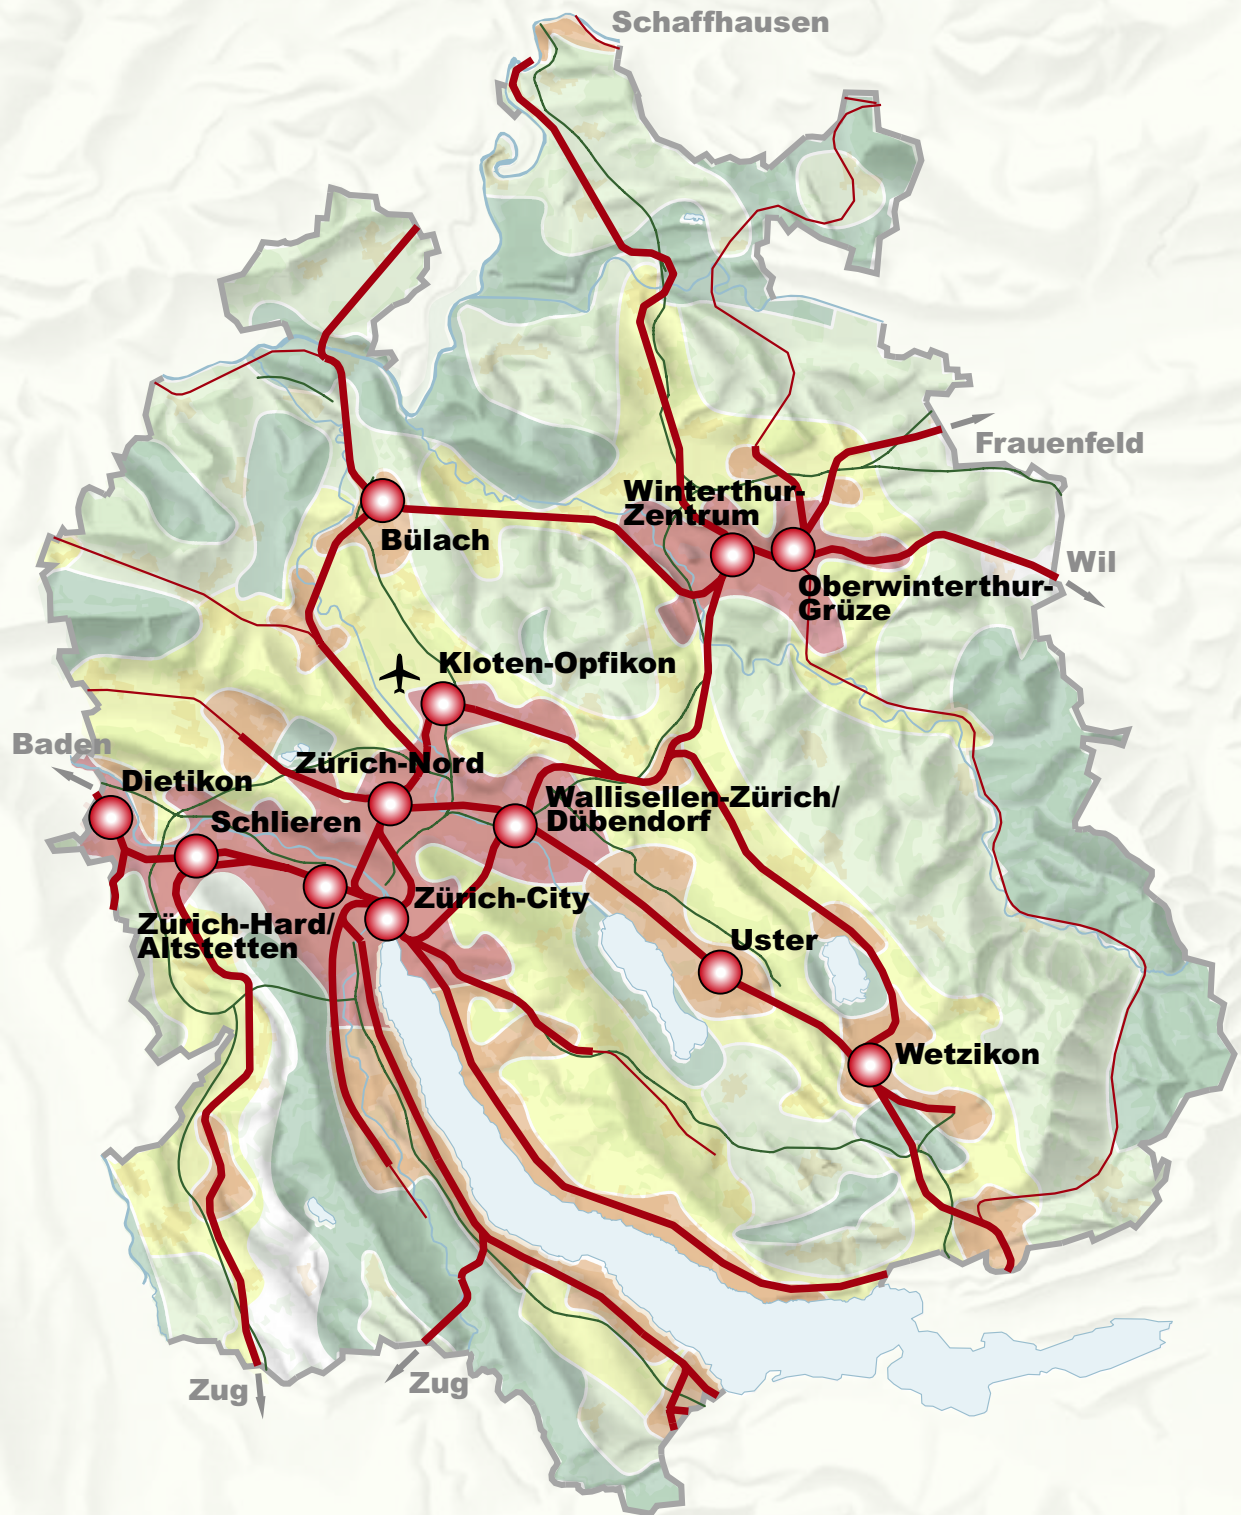 Schaffhausen
Frauenfeld
Winterthur-
Zentrum
Bülach
Wil
Oberwinterthur-
Grüze
Kloten-Opfikon
Baden
Zürich-Nord
Dietikon
Wallisellen-Zürich/
Dübendorf
Schlieren
Zürich-City
Zürich-Hard/
Altstetten
Uster
Wetzikon
Zug
Zug